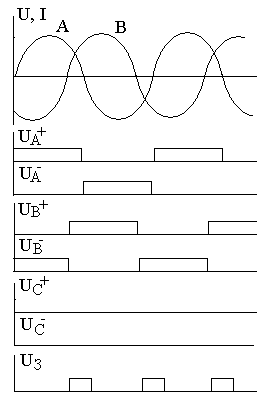 U, I
A B
UA+
UA-
UB+
UB-
UC+
UC-
U3